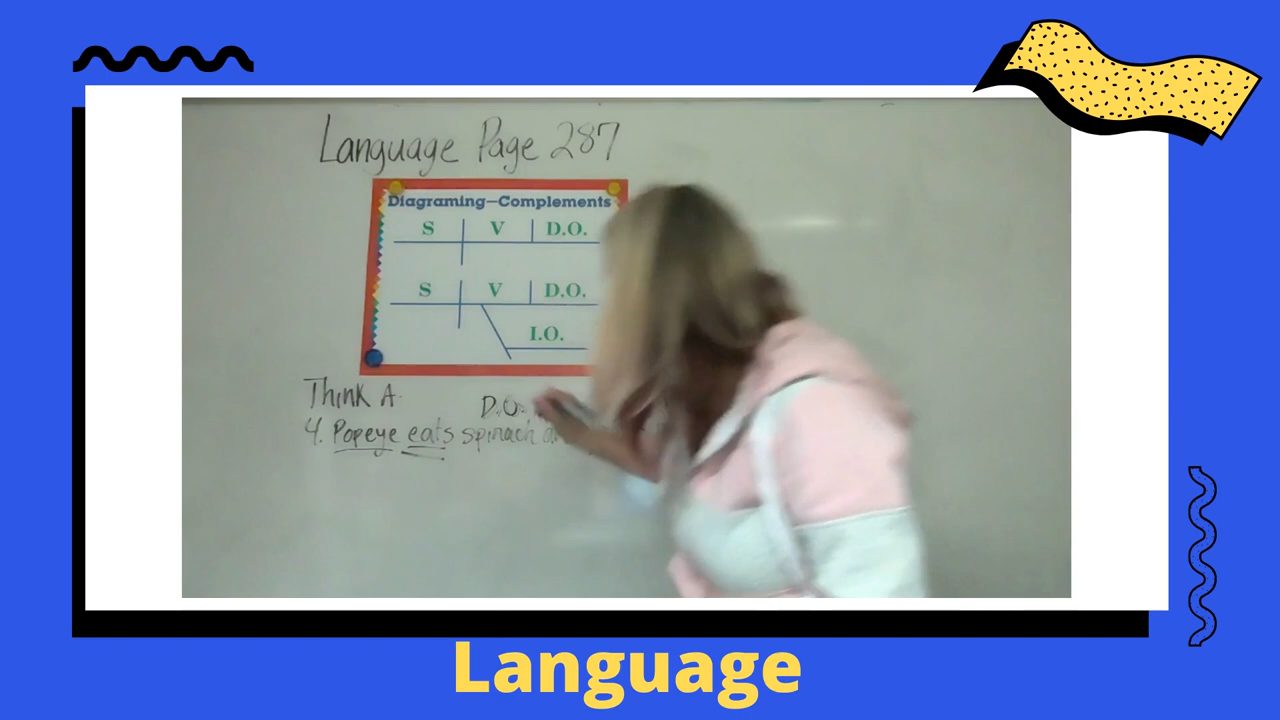 Language Page 287
Diagraming—Complements
S V D.O.
S V D.O.
I.O.
Think A.
D.O.
4. Popeye eats spinach
Language